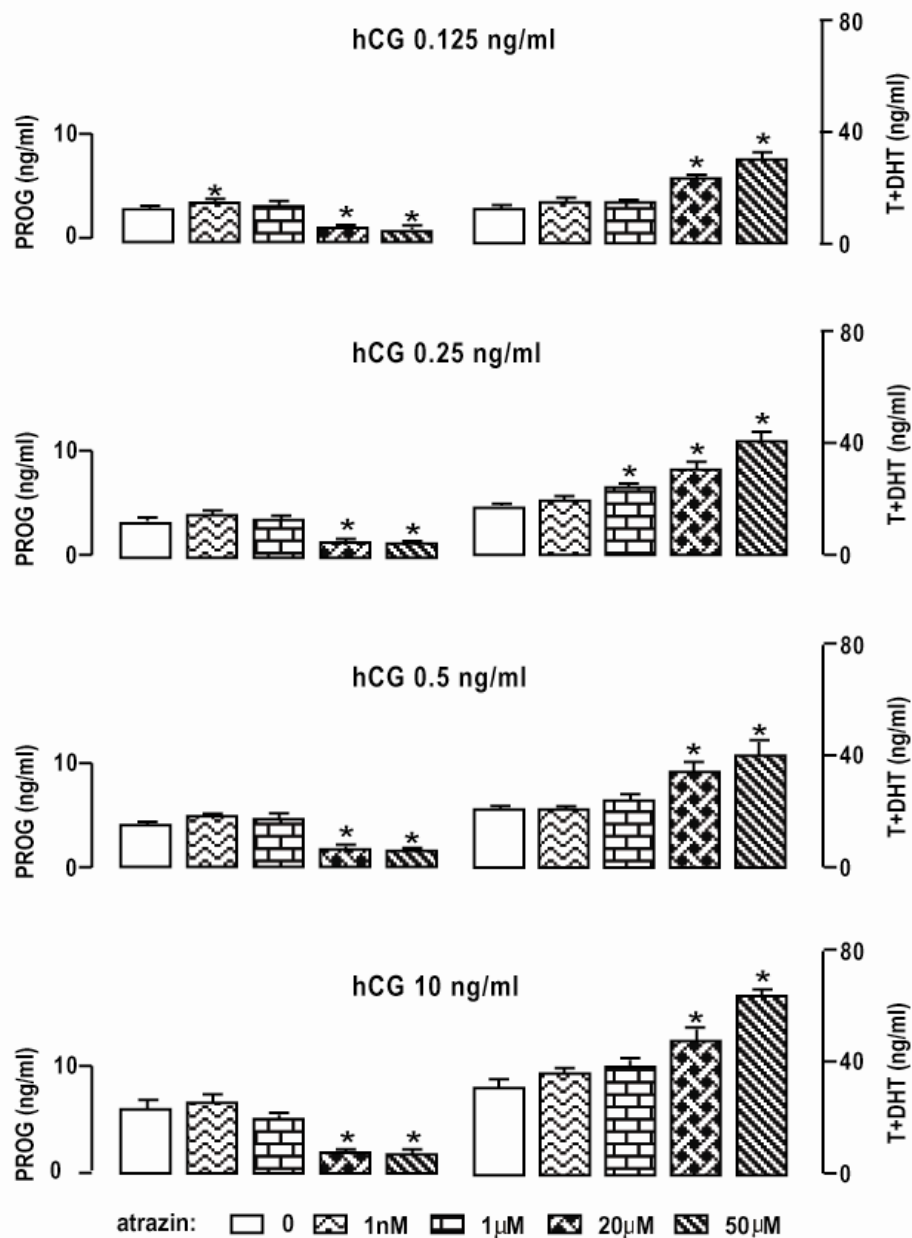 hCG 0.125 ng/ml
80
40
0
T+DHT (ng/ml)
10
0
PROG (ng/ml)
* * * * *
hCG 0.25 ng/ml
80
40
0
T+DHT (ng/ml)
10
0
PROG (ng/ml)
* * * * *
hCG 0.5 ng/ml
80
40
0
T+DHT (ng/ml)
10
0
PROG (ng/ml)
* * * *
hCG 10 ng/ml
80
40
0
T+DHT (ng/ml)
10
0
PROG (ng/ml)
* * * *
atrazin: 0 1nM 1μM 20μM 50μM